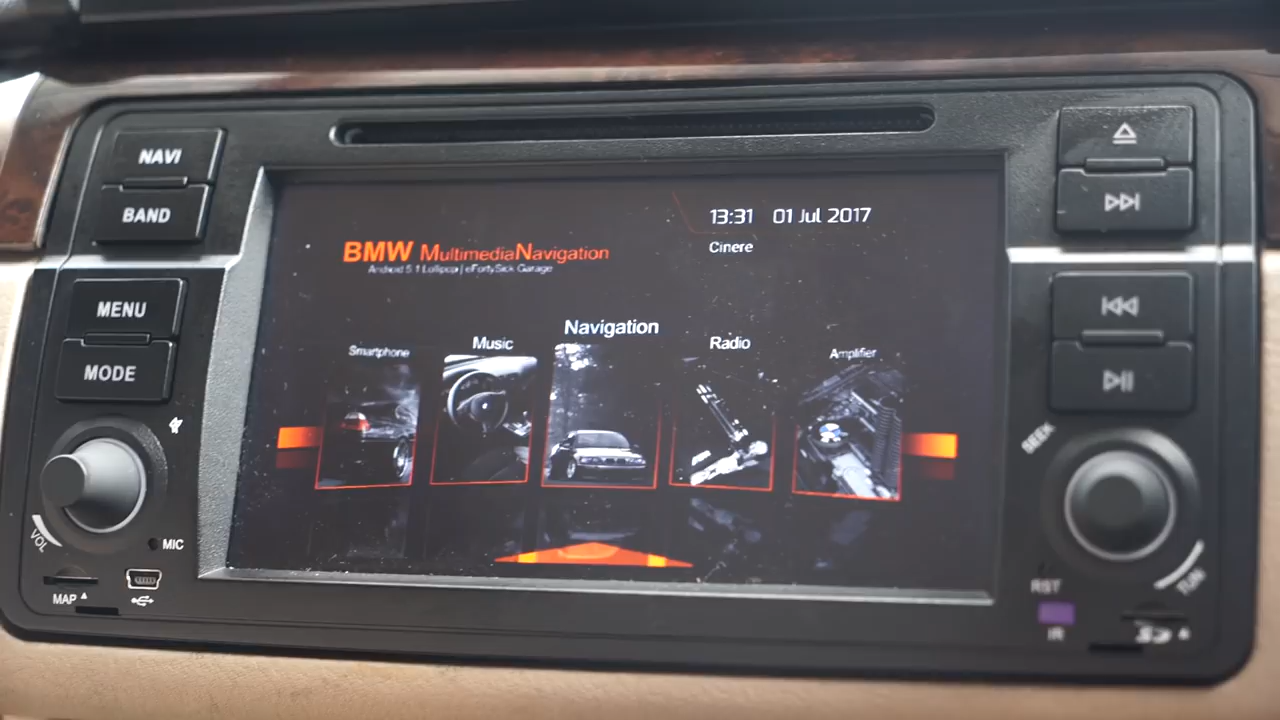 NAVI
BAND
MENU
MODE
VOL
MIC
MAP
13:31 01 Jul 2017
Cinere
BMW MultimediaNavigation
Android 5.1 Lollipop | eFortySick Garage
Smartphone
Music
Navigation
Radio
Amplifier
SEEK
TUN
RST
IR